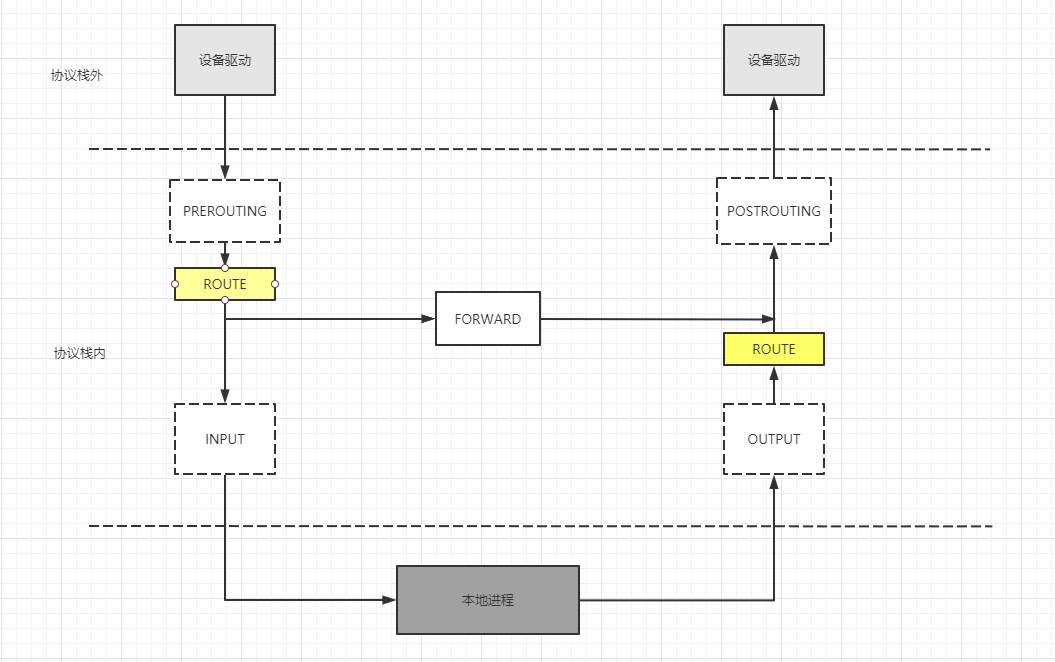 设备驱动
设备驱动
协议栈外
PREROUTING
POSTROUTING
ROUTE
FORWARD
ROUTE
协议栈内
INPUT
OUTPUT
本地进程